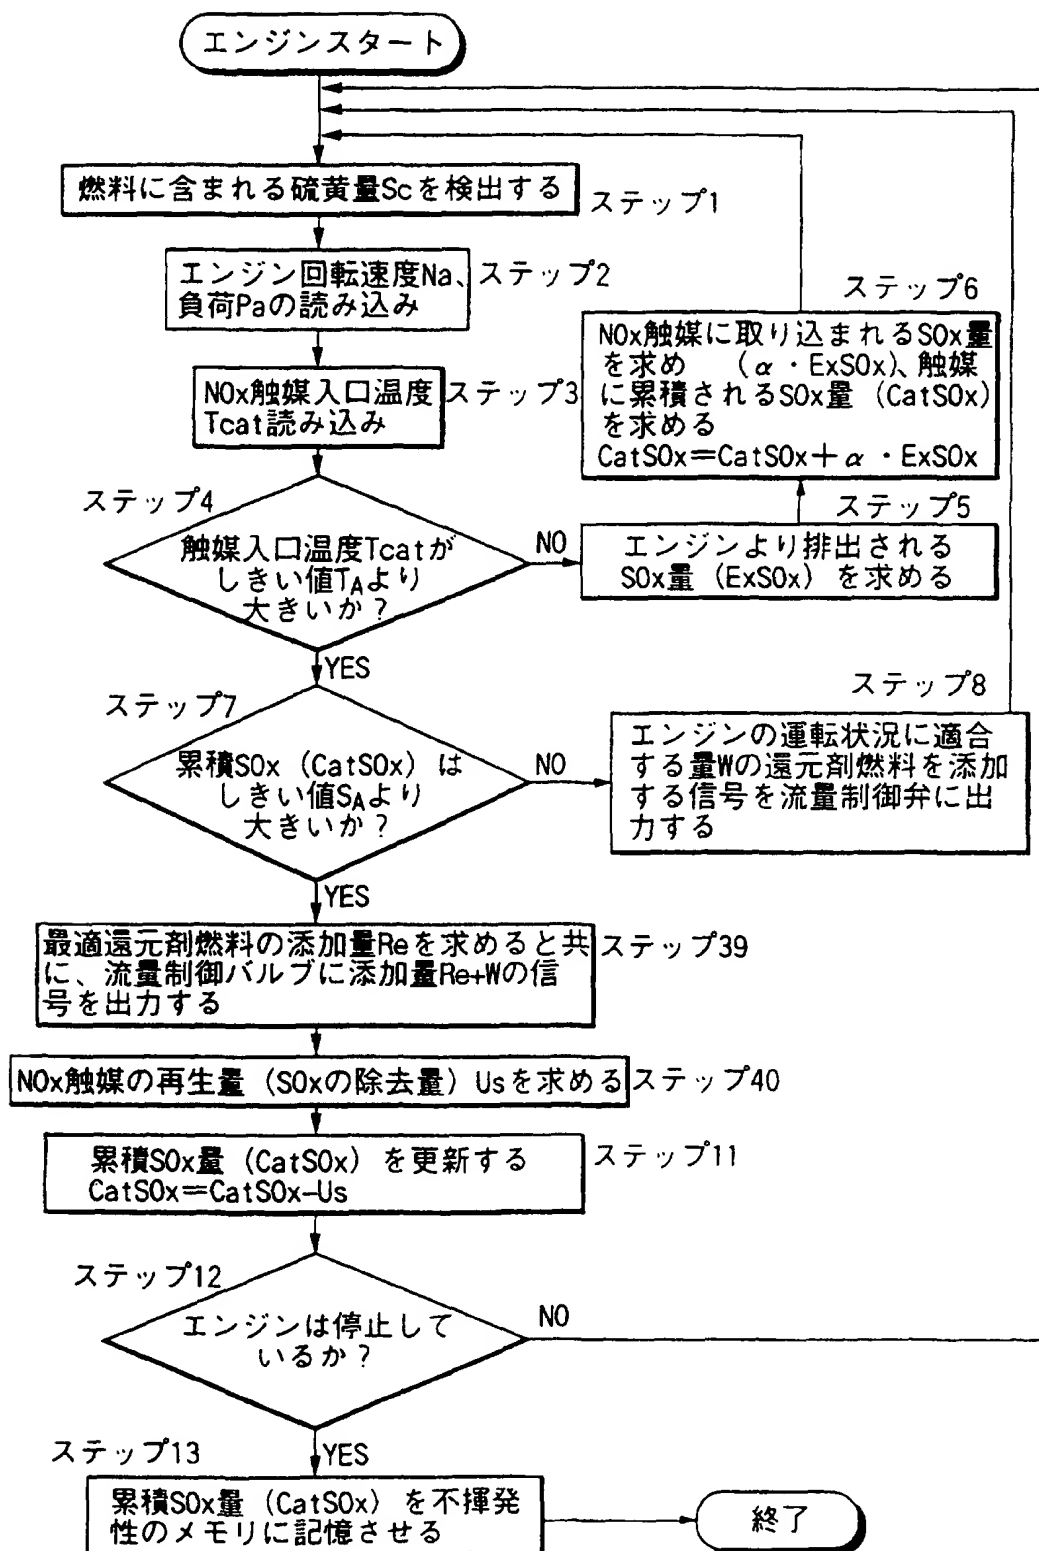 エンジンスタート
燃料に含まれる硫黄量Scを検出する
ステップ1
エンジン回転速度Na、
負荷Paの読み込み
ステップ2
NOx触媒入口温度
Tcat読み込み
ステップ3
ステップ4
触媒入口温度Tcatが
しきい値TAより
大きいか？
NO
YES
ステップ5
エンジンより排出される
SOx量（ExSOx）を求める
ステップ6
NOx触媒に取り込まれるSOx量
を求め　（α・ExSOx）、触媒
に累積されるSOx量（CatSOx）
を求める
CatSOx＝CatSOx＋α・ExSOx
ステップ7
累積SOx（CatSOx）は
しきい値SAより
大きいか？
NO
YES
ステップ8
エンジンの運転状況に適合
する量Wの還元剤燃料を添加
する信号を流量制御弁に出
力する
最適還元剤燃料の添加量Reを求めると共
に、流量制御バルブに添加量Re+Wの信
号を出力する
ステップ39
NOx触媒の再生量（SOxの除去量）Usを求める
ステップ40
累積SOx量（CatSOx）を更新する
CatSOx＝CatSOx-Us
ステップ11
ステップ12
エンジンは停止して
いるか？
NO
YES
ステップ13
累積SOx量（CatSOx）を不揮発
性のメモリに記憶させる
終了